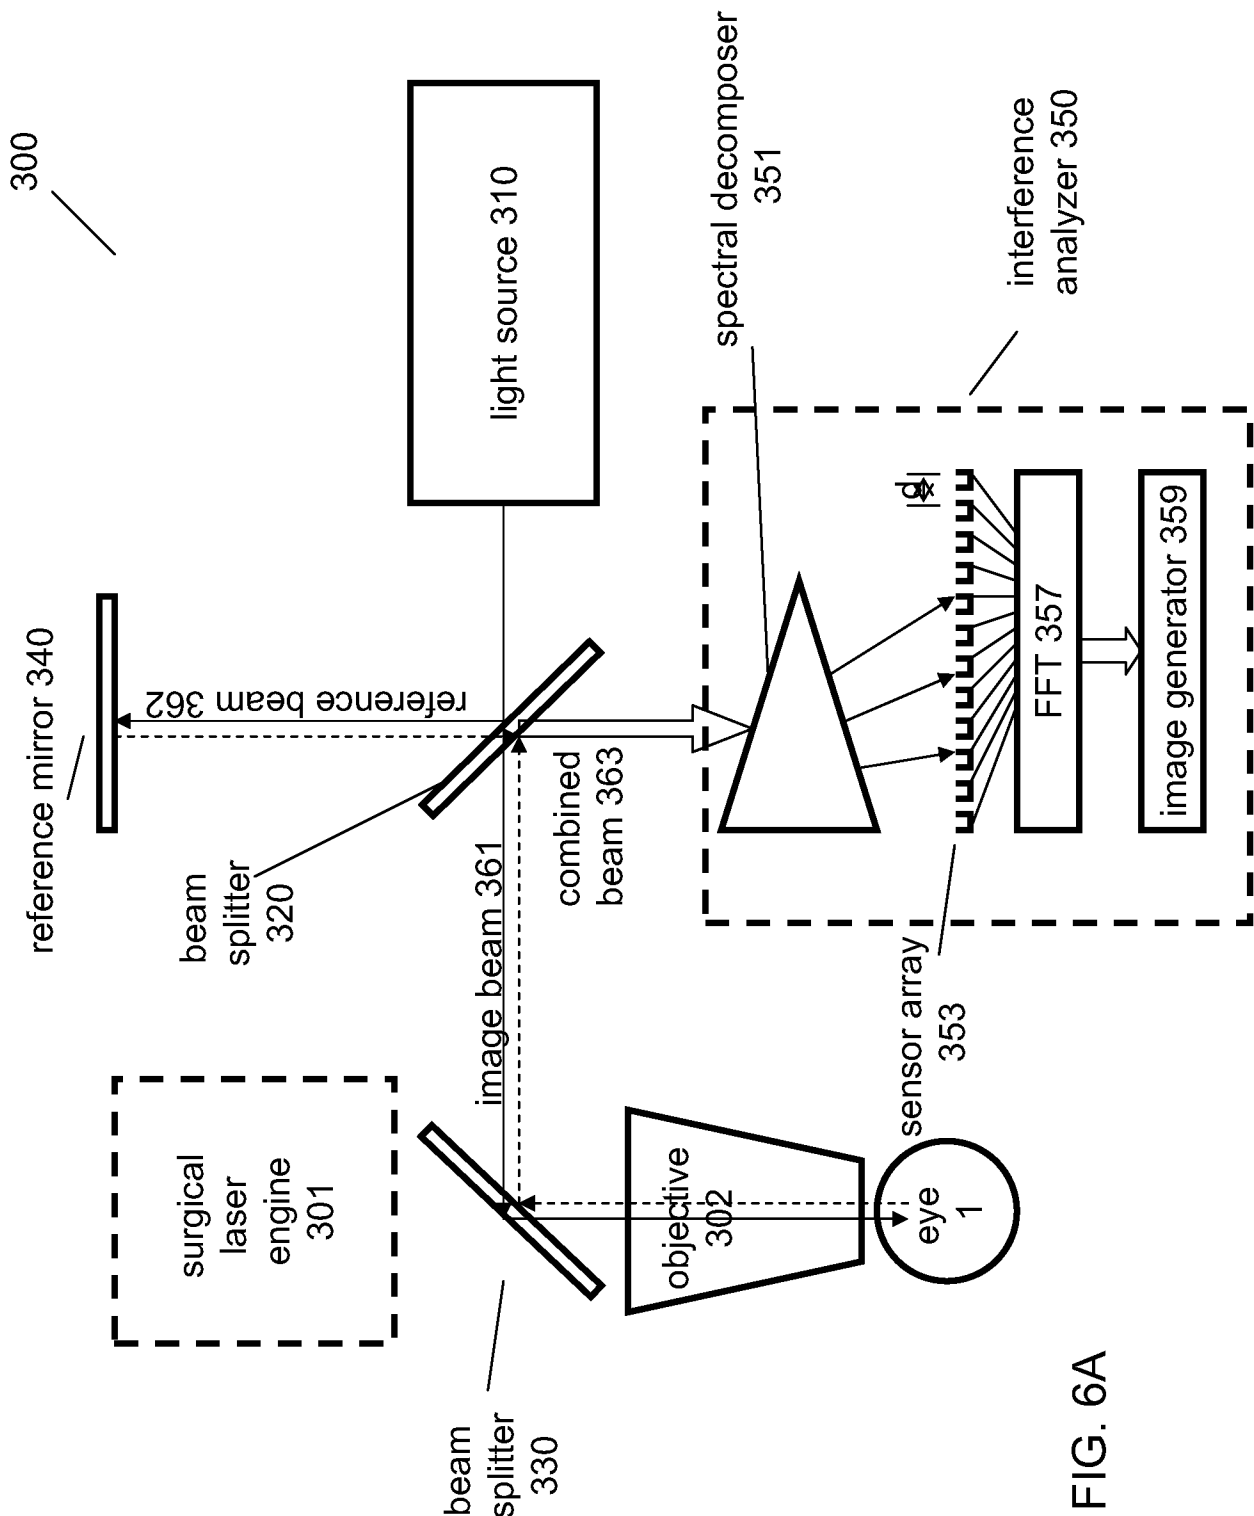 300
reference mirror 340
reference beam 362
light source 310
beam
splitter
320
surgical
laser
engine
301
image beam 361
combined
beam 363
spectral decomposer
351
beam
splitter
330
objective
302
eye
1
sensor array
353
d
FFT 357
image generator 359
interference
analyzer 350
FIG. 6A